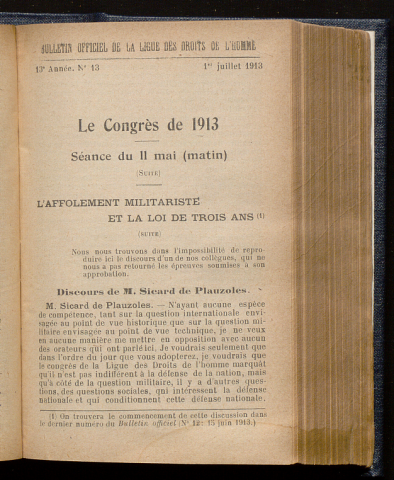 BULLETIN OFFICIEL DE LA LIGUE DES DROITS DE L'HOMME
13e Année. N° 13 1er juillet 1913
Le Congrès de 1913
Séance du 11 mai (matin)
(SUITE)
L'AFFOLEMENT MILITARISTE
ET LA LOI DE TROIS ANS (1)
(SUITE)
Nous nous trouvons dans l'impossibilité de repro-
duire ici le discours d'un de nos collègues, qui ne
nous a pas retourné les épreuves soumises à son
approbation.
Discours de M. Sicard de Plauzoles.
M. Sicard de Plauzoles. — N'ayant aucune espèce
de compétence, tant sur la question internationale envi-
sagée au point de vue historique que sur la question mi-
litaire envisagée au point de vue technique, je ne veux
en aucune manière me mettre en opposition avec aucun
des orateurs qui ont parlé ici. Je voudrais seulement que
dans l'ordre du jour que vous adopterez, je voudrais que
le congrès de la Ligue des Droits de l'homme marquât
qu'il n'est pas indifférent à la défense de la nation, mais
qu'à côté de la question militaire, il y a d'autres ques-
tions, des questions sociales, qui intéressent la défense
nationale et qui conditionnent cette défense nationale.
(1) On trouvera le commencement de cette discussion dans
le dernier numéro du Bulletin officiel (N° 12: 15 juin 1913.)